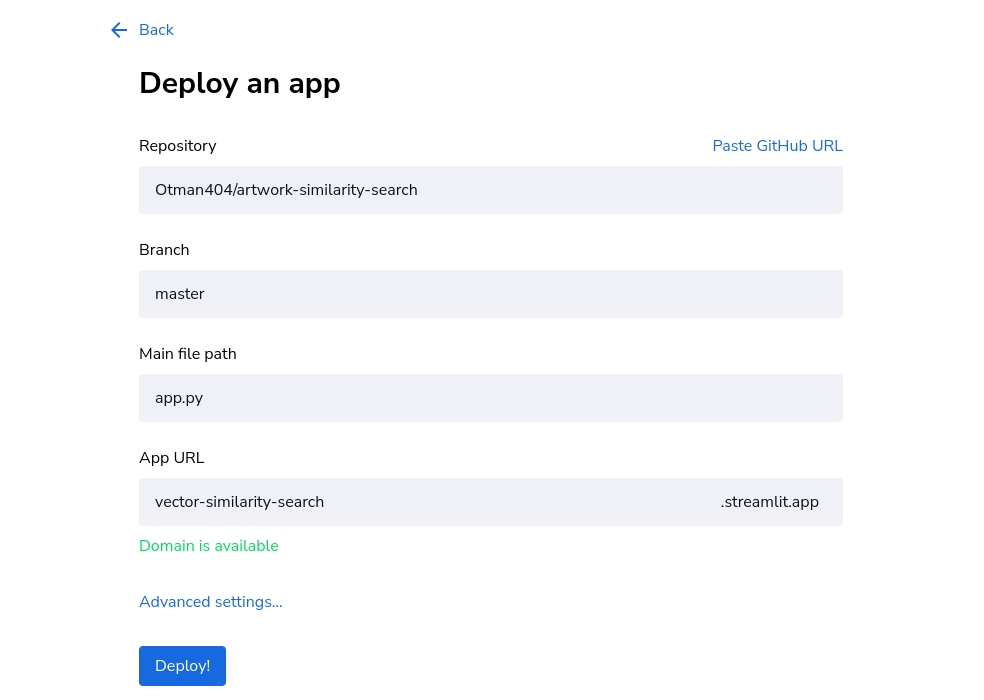 Back
Deploy an app
Repository
Paste GitHub URL
Otman404/artwork-similarity-search
Branch
master
Main file path
app.py
App URL
vector-similarity-search
.streamlit.app
Domain is available
Advanced settings...
Deploy!